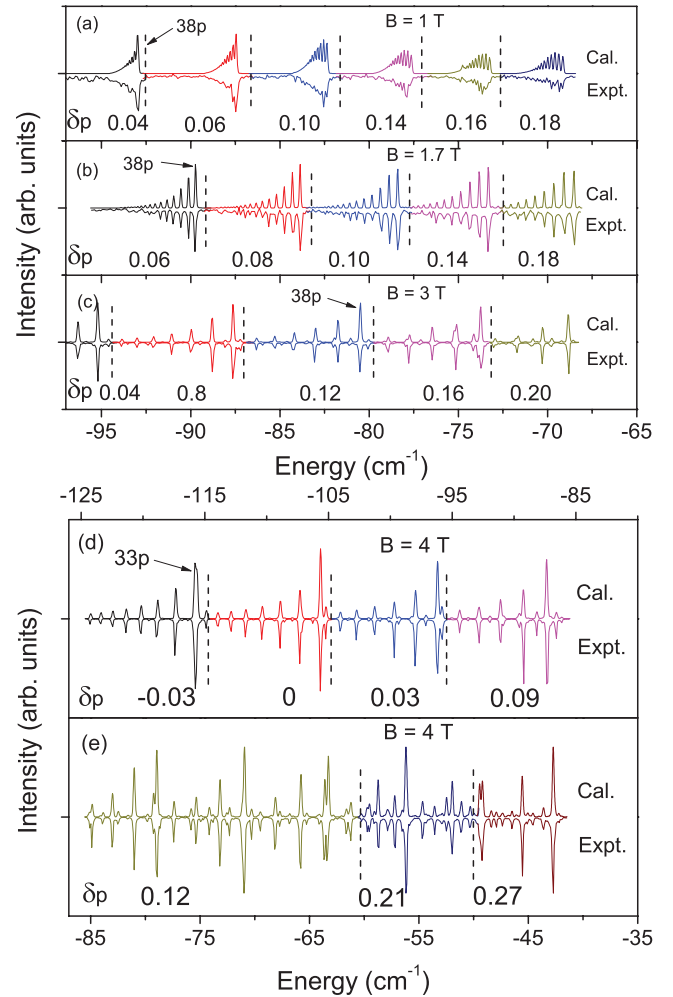 (a) 38p B = 1 T
Cal.
Expt.
δp 0.04 0.06 0.10 0.14 0.16 0.18
(b) 38p B = 1.7 T
Cal.
Expt.
δp 0.06 0.08 0.10 0.14 0.18
(c) 38p B = 3 T
Cal.
Expt.
δp 0.04 0.8 0.12 0.16 0.20
-95 -90 -85 -80 -75 -70 -65
Energy (cm-1)
Intensity (arb. units)
-125 -115 -105 -95 -85
(d) 33p B = 4 T
Cal.
Expt.
δp -0.03 0 0.03 0.09
(e) B = 4 T
Cal.
Expt.
δp 0.12 0.21 0.27
-85 -75 -65 -55 -45 -35
Energy (cm-1)
Intensity (arb. units)